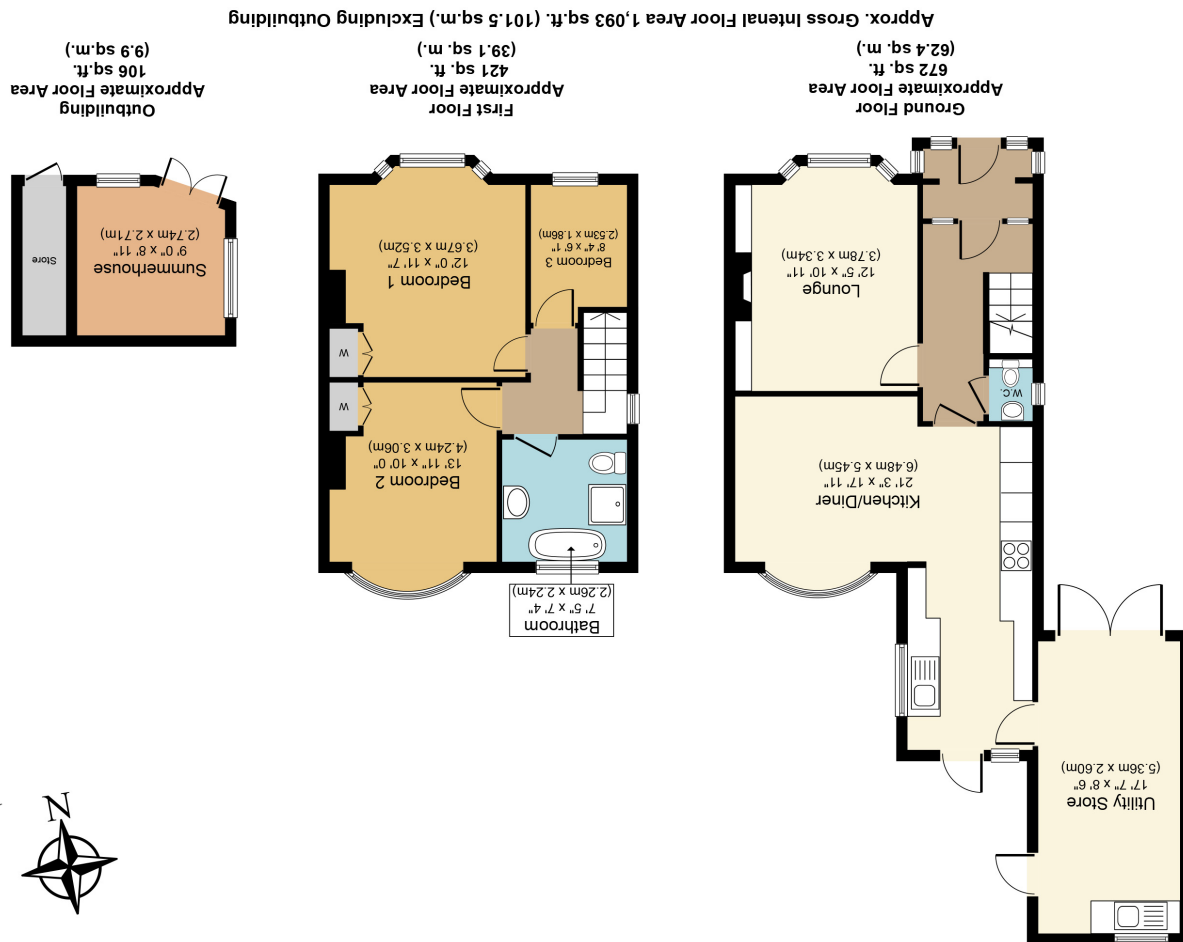 Utility Store
17' 7" x 8' 6"
(5.36m x 2.60m)
Kitchen/Diner
21' 3" x 17' 11"
(6.48m x 5.45m)
W.C.
Lounge
12' 5" x 10' 11"
(3.78m x 3.34m)
Ground Floor
Approximate Floor Area
672 sq. ft.
(62.4 sq. m.)
Bathroom
7' 5" x 7' 4"
(2.26m x 2.24m)
Bedroom 2
13' 11" x 10' 0"
(4.24m x 3.06m)
W
W
Bedroom 1
12' 0" x 11' 7"
(3.67m x 3.52m)
Bedroom 3
8' 4" x 6' 1"
(2.53m x 1.86m)
First Floor
Approximate Floor Area
421 sq. ft.
(39.1 sq. m.)
N
Summerhouse
9' 0" x 8' 11"
(2.74m x 2.71m)
Store
Outbuilding
Approximate Floor Area
106 sq.ft.
(9.9 sq.m.)
Approx. Gross Intenal Floor Area 1,093 sq.ft. (101.5 sq.m.) Excluding Outbuilding